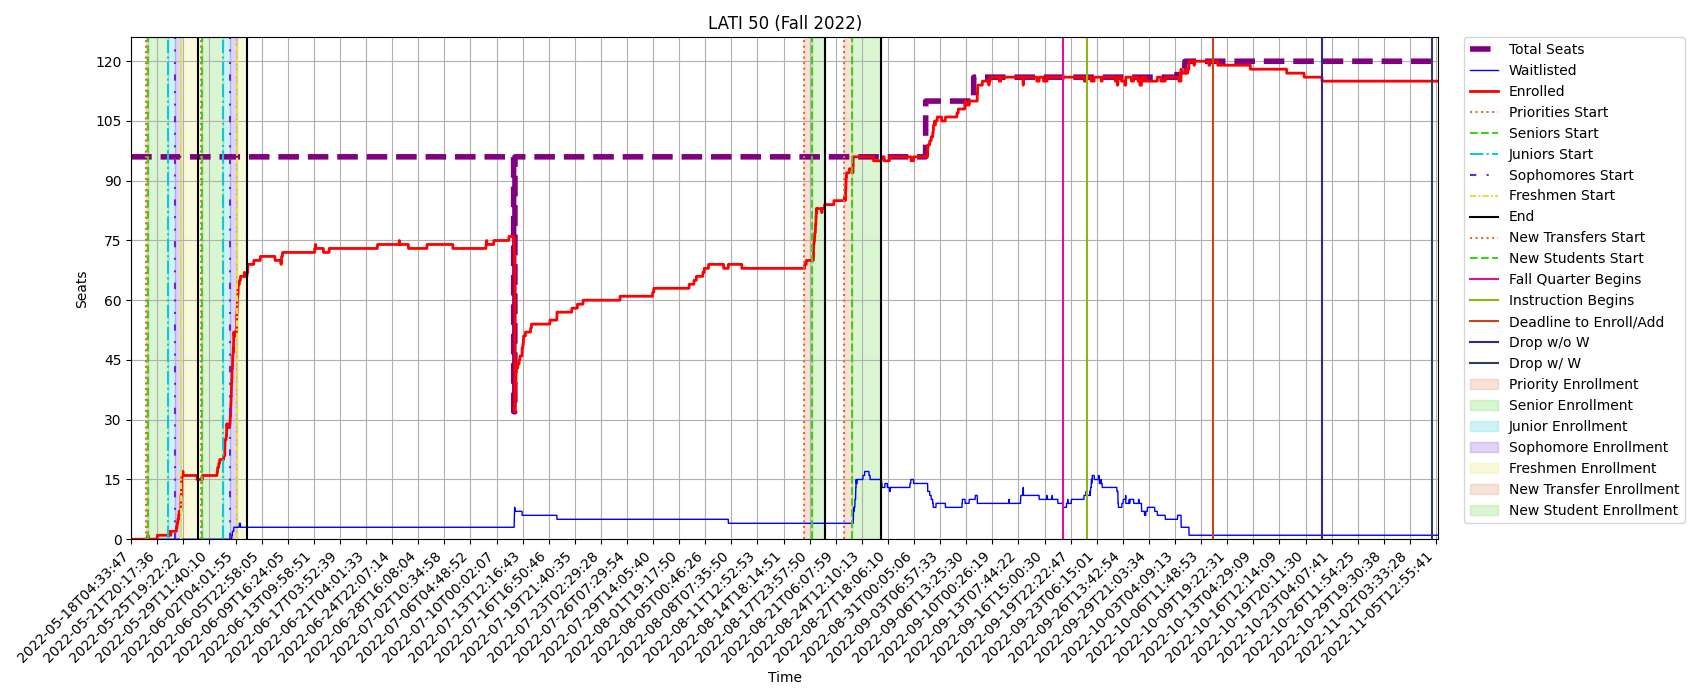 LATI 50 (Fall 2022)
Seats
120
105
90
75
60
45
30
15
0
2022-05-18T04:33:47
2022-05-21T20:17:36
2022-05-25T19:22:22
2022-05-29T11:40:10
2022-06-02T04:01:55
2022-06-05T22:58:05
2022-06-09T16:24:05
2022-06-13T09:58:51
2022-06-17T03:52:39
2022-06-21T04:01:33
2022-06-24T22:07:14
2022-06-28T16:08:04
2022-07-02T10:34:58
2022-07-06T04:48:52
2022-07-10T00:02:07
2022-07-13T12:16:43
2022-07-16T16:50:46
2022-07-19T21:40:35
2022-07-23T02:29:28
2022-07-26T07:29:54
2022-07-29T14:05:40
2022-08-01T19:17:50
2022-08-05T00:46:26
2022-08-08T07:35:50
2022-08-11T12:52:53
2022-08-14T18:14:51
2022-08-17T23:57:50
2022-08-21T06:07:59
2022-08-24T12:10:13
2022-08-27T18:06:10
2022-08-31T00:05:06
2022-09-03T06:57:33
2022-09-06T13:25:30
2022-09-10T00:26:19
2022-09-13T07:44:22
2022-09-16T15:00:30
2022-09-19T22:22:47
2022-09-23T06:15:01
2022-09-26T13:42:54
2022-09-29T21:03:34
2022-10-03T04:09:13
2022-10-06T11:48:53
2022-10-09T19:22:31
2022-10-13T04:29:09
2022-10-16T12:14:09
2022-10-19T20:11:30
2022-10-23T04:07:41
2022-10-26T11:54:25
2022-10-29T19:30:38
2022-11-02T03:33:28
2022-11-05T12:55:41
Time
Total Seats
Waitlisted
Enrolled
Priorities Start
Seniors Start
Juniors Start
Sophomores Start
Freshmen Start
End
New Transfers Start
New Students Start
Fall Quarter Begins
Instruction Begins
Deadline to Enroll/Add
Drop w/o W
Drop w/ W
Priority Enrollment
Senior Enrollment
Junior Enrollment
Sophomore Enrollment
Freshmen Enrollment
New Transfer Enrollment
New Student Enrollment